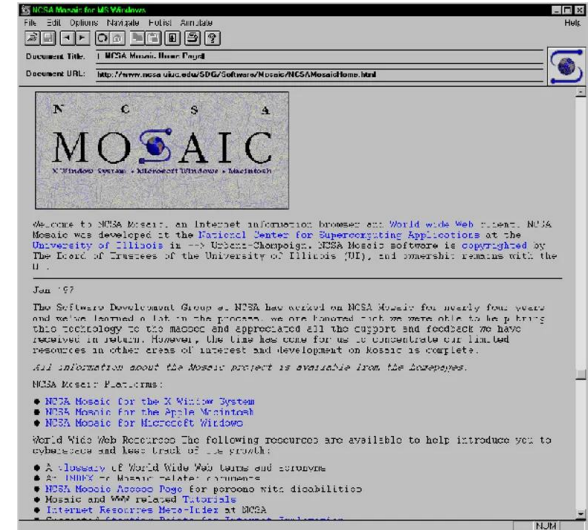 NCSA Mosaic for MS Windows
File Edit Options Navigate Hotlist Annotate Help
Document Title: NCSA Mosaic Home Page
Document URL: http://www.ncsa.uiuc.edu/SDG/Software/Mosaic/NCSAMosaicHome.html
N C S A
MOSAIC
X Window System • Microsoft Windows • Macintosh
Welcome to NCSA Mosaic, an Internet information browser and World Wide Web client. NCSA
Mosaic was developed at the National Center for Supercomputing Applications at the
University of Illinois in --> Urbana-Champaign. NCSA Mosaic software is copyrighted by
The Board of Trustees of the University of Illinois (UI), and ownership remains with the
Jan '97
The Software Development Group at NCSA has worked on NCSA Mosaic for nearly four years
and we've learned a lot in the process. We are honored that we were able to help bring
this technology to the masses and appreciated all the support and feedback we have
received in return. However, the time has come for us to concentrate our limited
resources in other areas of interest and development on Mosaic is complete.
All information about the Mosaic project is available from the homepages.
NCSA Mosaic Platforms:
● NCSA Mosaic for the X Window System
● NCSA Mosaic for the Apple Macintosh
● NCSA Mosaic for Microsoft Windows
World Wide Web Resources The following resources are available to help introduce you to
cyberspace and keep track of its growth:
● A glossary of World Wide Web terms and acronyms
● An INDEX to Mosaic related documents
● NCSA Mosaic Access Page for persons with disabilities
● Mosaic and WWW related Tutorials
● Internet Resources Meta-Index at NCSA
NUM